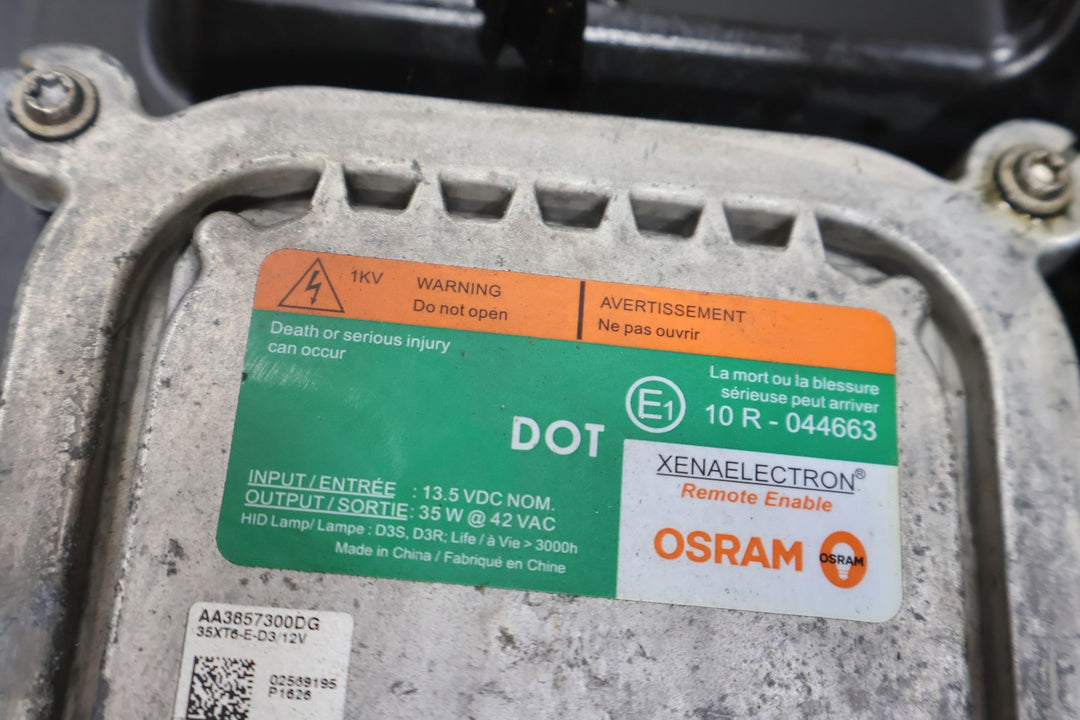 1KV
WARNING
Do not open
AVERTISSEMENT
Ne pas ouvrir
Death or serious injury
can occur
La mort ou la blessure
sérieuse peut arriver
E1
10 R - 044663
DOT
INPUT / ENTRÉE : 13.5 VDC NOM.
OUTPUT / SORTIE : 35 W @ 42 VAC
HID Lamp/ Lampe : D3S, D3R; Life / à Vie > 3000h
Made in China / Fabriqué en Chine
XENAELECTRON®
Remote Enable
OSRAM
OSRAM
AA3857300DG
35XT6-E-D3/12V
02569195
P1626